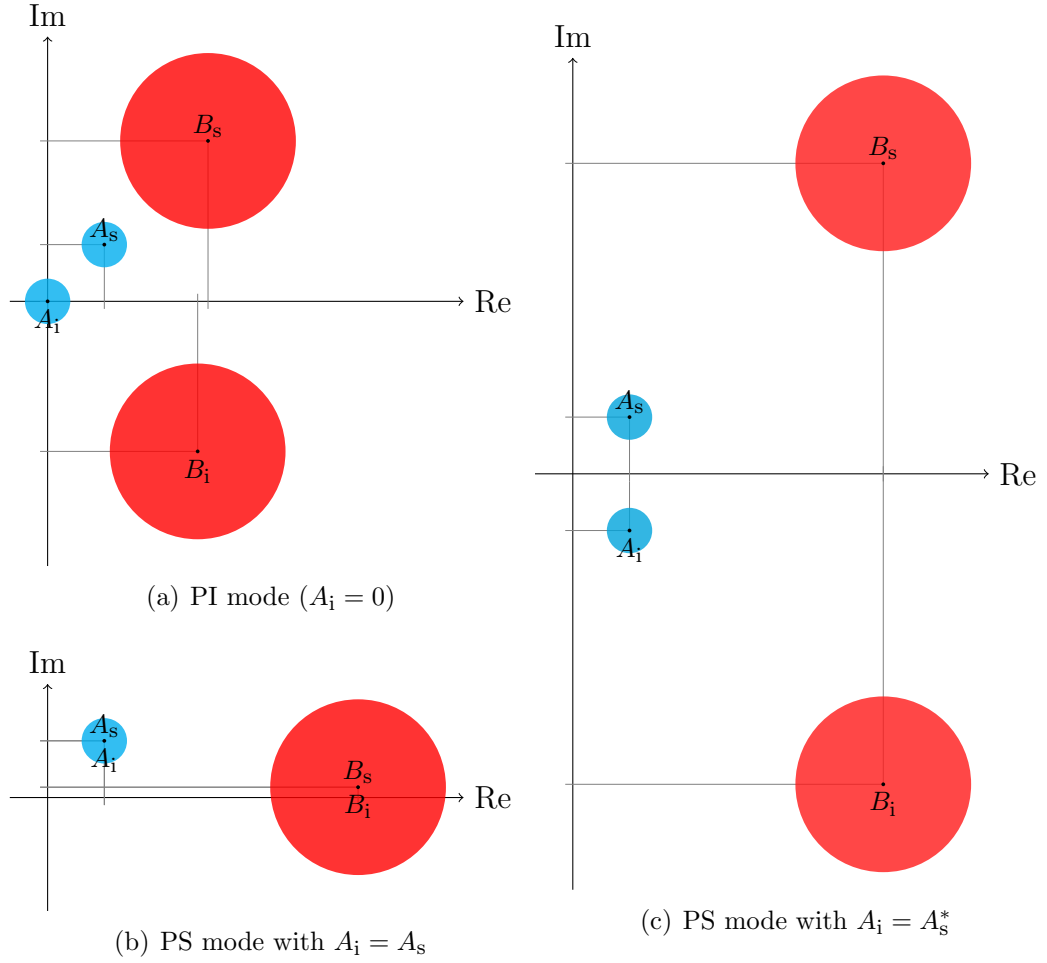 Im
B_s
A_s
A_i
Re
B_i
(a) PI mode (A_i = 0)
Im
A_s
A_i
B_s
B_i
Re
(b) PS mode with A_i = A_s
Im
B_s
A_s
Re
A_i
B_i
(c) PS mode with A_i = A_s^*